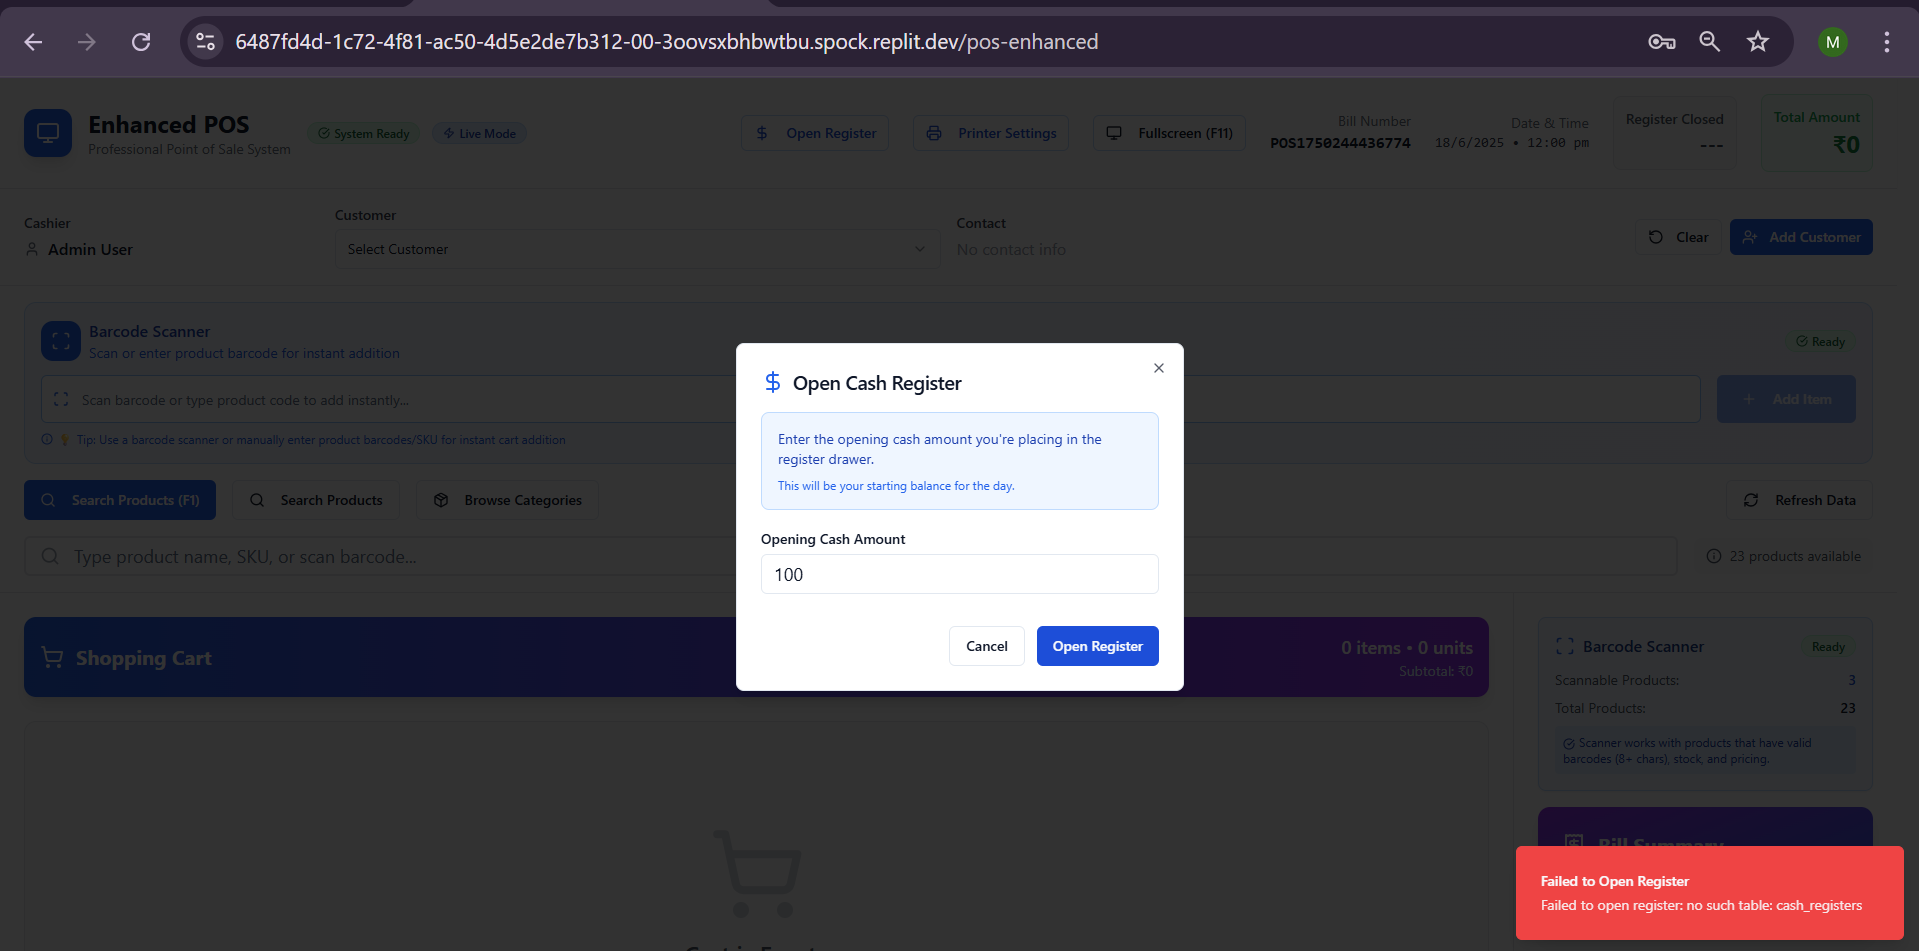 6487fd4d-1c72-4f81-ac50-4d5e2de7b312-00-3oovsxbhbwtbu.spock.replit.dev/pos-enhanced
M
Enhanced POS
Professional Point of Sale System
System Ready
Live Mode
Open Register
Printer Settings
Fullscreen (F11)
Bill Number
POS1750244436774
Date & Time
18/6/2025 • 12:00 pm
Register Closed
---
Total Amount
₹0
Cashier
Admin User
Customer
Select Customer
Contact
No contact info
Clear
Add Customer
Barcode Scanner
Scan or enter product barcode for instant addition
Ready
Scan barcode or type product code to add instantly...
Add Item
Tip: Use a barcode scanner or manually enter product barcodes/SKU for instant cart addition
Search Products (F1)
Search Products
Browse Categories
Refresh Data
Type product name, SKU, or scan barcode...
23 products available
Open Cash Register
Enter the opening cash amount you're placing in the
register drawer.
This will be your starting balance for the day.
Opening Cash Amount
100
Cancel
Open Register
Shopping Cart
0 items • 0 units
Subtotal: ₹0
Barcode Scanner
Ready
Scannable Products:
3
Total Products:
23
Scanner works with products that have valid
barcodes (8+ chars), stock, and pricing.
Bill Summary
Failed to Open Register
Failed to open register: no such table: cash_registers